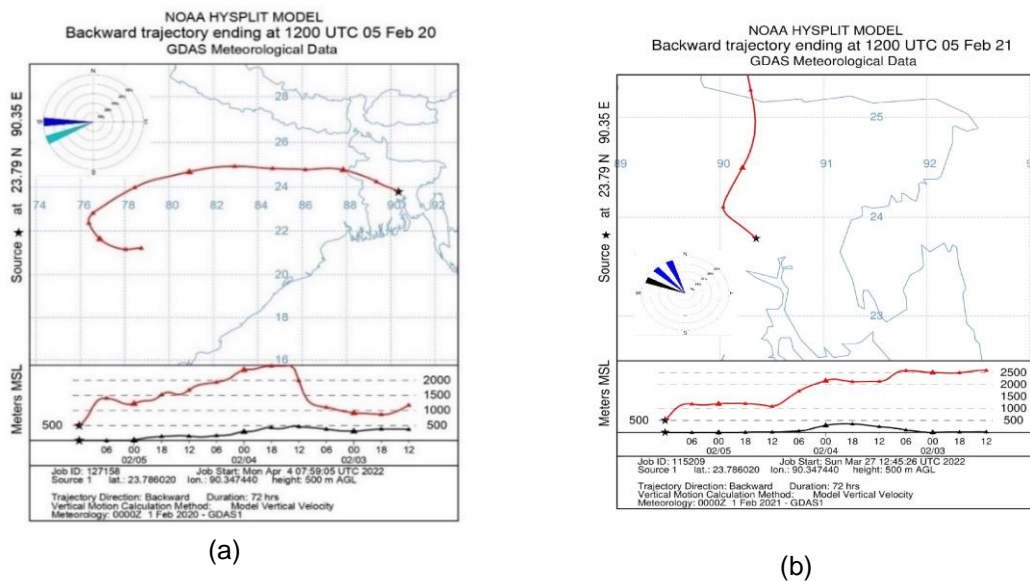 NOAA HYSPLIT MODEL
Backward trajectory ending at 1200 UTC 05 Feb 20
GDAS Meteorological Data
Source ★ at 23.79 N 90.35 E
N
S
28
26
24
22
20
18
16
74 76 78 80 82 84 86 88 90 92
Meters MSL
500
2000
1500
1000
500
06 00 18 12 06 00 18 12 06 00 18 12
02/05 02/04 02/03
Job ID: 127158 Job Start: Mon Apr 4 07:59:05 UTC 2022
Source 1 lat.: 23.786020 lon.: 90.347440 height: 500 m AGL
Trajectory Direction: Backward Duration: 72 hrs
Vertical Motion Calculation Method: Model Vertical Velocity
Meteorology: 0000Z 1 Feb 2020 - GDAS1
(a)
NOAA HYSPLIT MODEL
Backward trajectory ending at 1200 UTC 05 Feb 21
GDAS Meteorological Data
Source ★ at 23.79 N 90.35 E
25
89 90 91 92
24
23
S
Meters MSL
500
2500
2000
1500
1000
500
06 00 18 12 06 00 18 12 06 00 18 12
02/05 02/04 02/03
Job ID: 115209 Job Start: Sun Mar 27 12:45:26 UTC 2022
Source 1 lat.: 23.786020 lon.: 90.347440 height: 500 m AGL
Trajectory Direction: Backward Duration: 72 hrs
Vertical Motion Calculation Method: Model Vertical Velocity
Meteorology: 0000Z 1 Feb 2021 - GDAS1
(b)